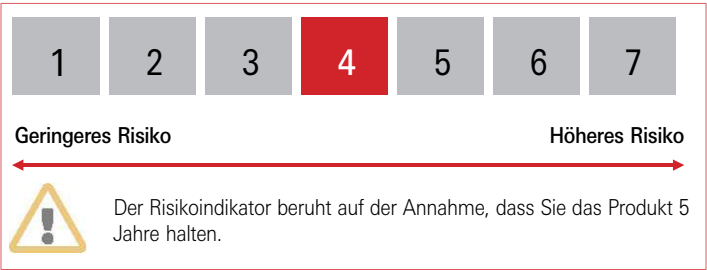 1 2 3 4 5 6 7
Geringeres Risiko Höheres Risiko
Der Risikoindikator beruht auf der Annahme, dass Sie das Produkt 5
Jahre halten.